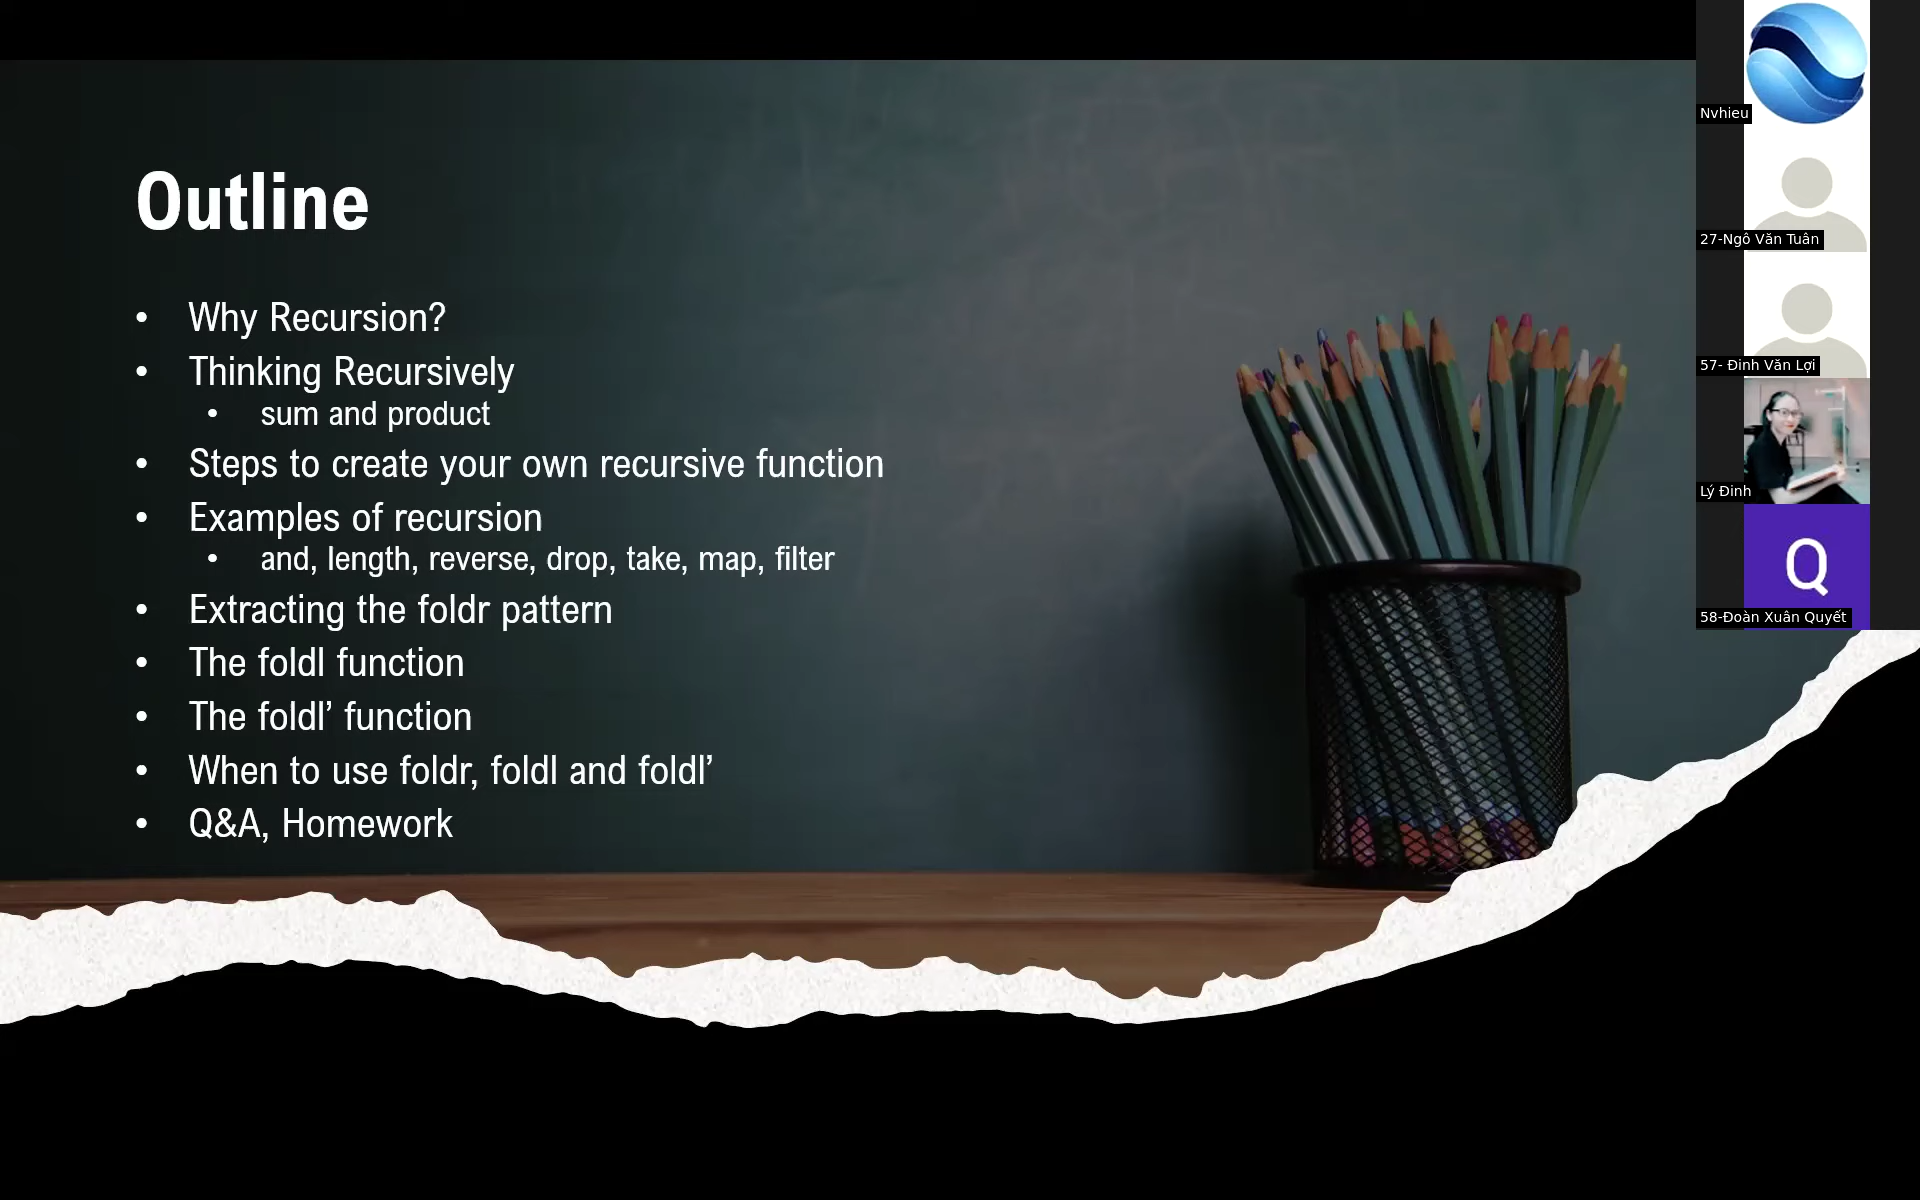 Outline
• Why Recursion?
• Thinking Recursively
• sum and product
• Steps to create your own recursive function
• Examples of recursion
• and, length, reverse, drop, take, map, filter
• Extracting the foldr pattern
• The foldl function
• The foldl’ function
• When to use foldr, foldl and foldl’
• Q&A, Homework
Nvhieu
27-Ngô Văn Tuân
57- Đinh Văn Lợi
Lý Đinh
Q
58-Đoàn Xuân Quyết